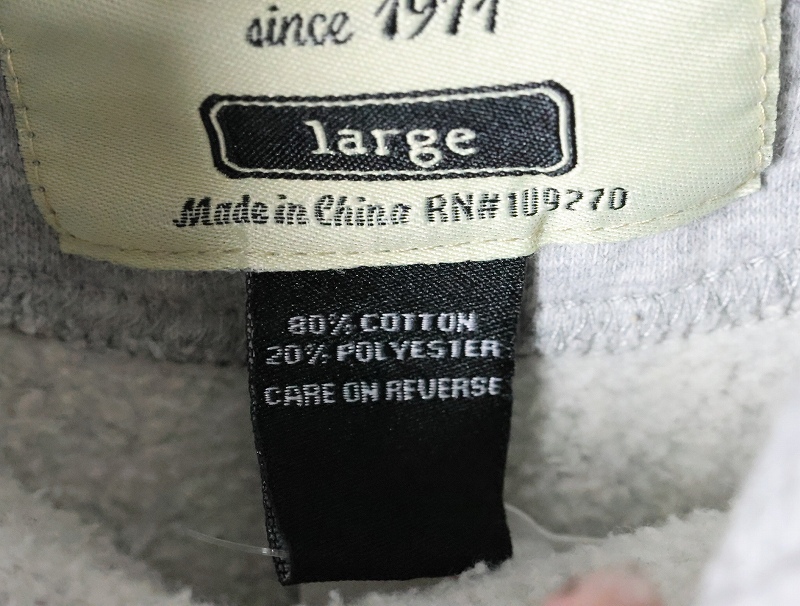 since 1971
large
Made in China RN#109270
80% COTTON
20% POLYESTER
CARE ON REVERSE